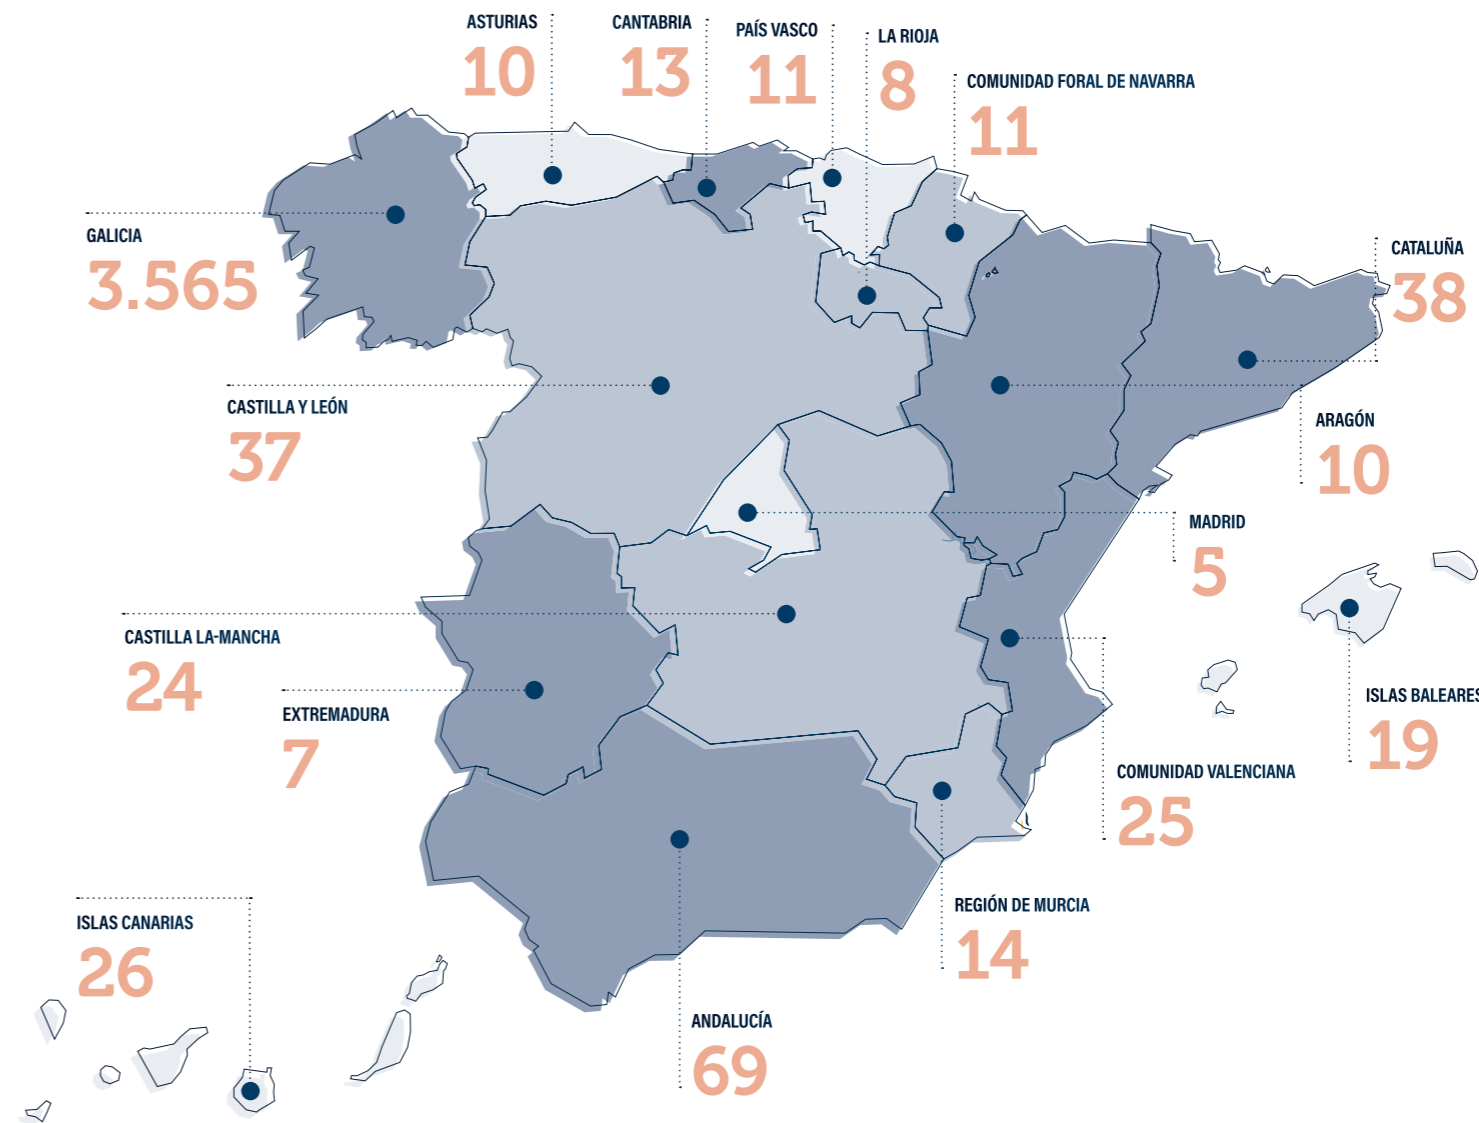 ASTURIAS
10
CANTABRIA
13
PAÍS VASCO
11
LA RIOJA
8
COMUNIDAD FORAL DE NAVARRA
11
GALICIA
3.565
CATALUÑA
38
CASTILLA Y LEÓN
37
ARAGÓN
10
MADRID
5
CASTILLA LA-MANCHA
24
EXTREMADURA
7
ISLAS BALEARES
19
COMUNIDAD VALENCIANA
25
REGIÓN DE MURCIA
14
ISLAS CANARIAS
26
ANDALUCÍA
69